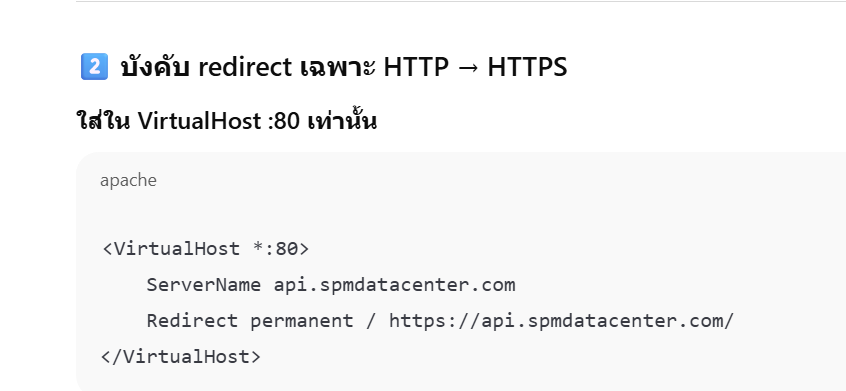 2 บังคับ redirect เฉพาะ HTTP → HTTPS
ใส่ใน VirtualHost :80 เท่านั้น
apache
<VirtualHost *:80>
    ServerName api.spmdatacenter.com
    Redirect permanent / https://api.spmdatacenter.com/
</VirtualHost>